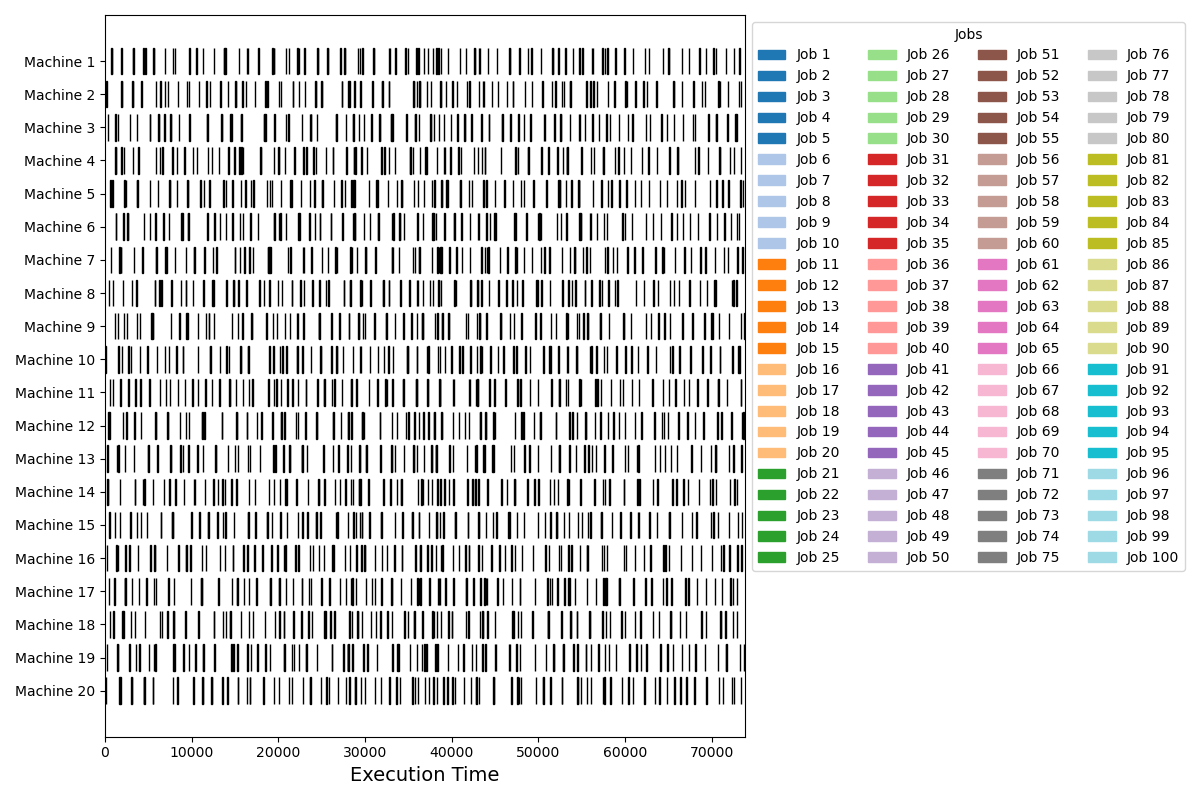 Machine 1
Machine 2
Machine 3
Machine 4
Machine 5
Machine 6
Machine 7
Machine 8
Machine 9
Machine 10
Machine 11
Machine 12
Machine 13
Machine 14
Machine 15
Machine 16
Machine 17
Machine 18
Machine 19
Machine 20
0 10000 20000 30000 40000 50000 60000 70000
Execution Time
Jobs
Job 1 Job 26 Job 51 Job 76
Job 2 Job 27 Job 52 Job 77
Job 3 Job 28 Job 53 Job 78
Job 4 Job 29 Job 54 Job 79
Job 5 Job 30 Job 55 Job 80
Job 6 Job 31 Job 56 Job 81
Job 7 Job 32 Job 57 Job 82
Job 8 Job 33 Job 58 Job 83
Job 9 Job 34 Job 59 Job 84
Job 10 Job 35 Job 60 Job 85
Job 11 Job 36 Job 61 Job 86
Job 12 Job 37 Job 62 Job 87
Job 13 Job 38 Job 63 Job 88
Job 14 Job 39 Job 64 Job 89
Job 15 Job 40 Job 65 Job 90
Job 16 Job 41 Job 66 Job 91
Job 17 Job 42 Job 67 Job 92
Job 18 Job 43 Job 68 Job 93
Job 19 Job 44 Job 69 Job 94
Job 20 Job 45 Job 70 Job 95
Job 21 Job 46 Job 71 Job 96
Job 22 Job 47 Job 72 Job 97
Job 23 Job 48 Job 73 Job 98
Job 24 Job 49 Job 74 Job 99
Job 25 Job 50 Job 75 Job 100